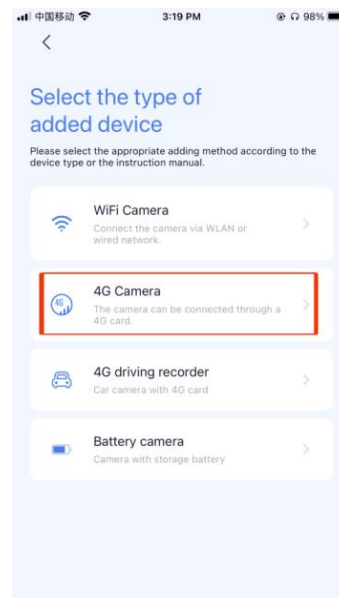 中国移动 3:19 PM 98%
Select the type of
added device
Please select the appropriate adding method according to the
device type or the instruction manual.
WiFi Camera
Connect the camera via WLAN or
wired network.
4G
4G Camera
The camera can be connected through a
4G card.
4G driving recorder
Car camera with 4G card
Battery camera
Camera with storage battery